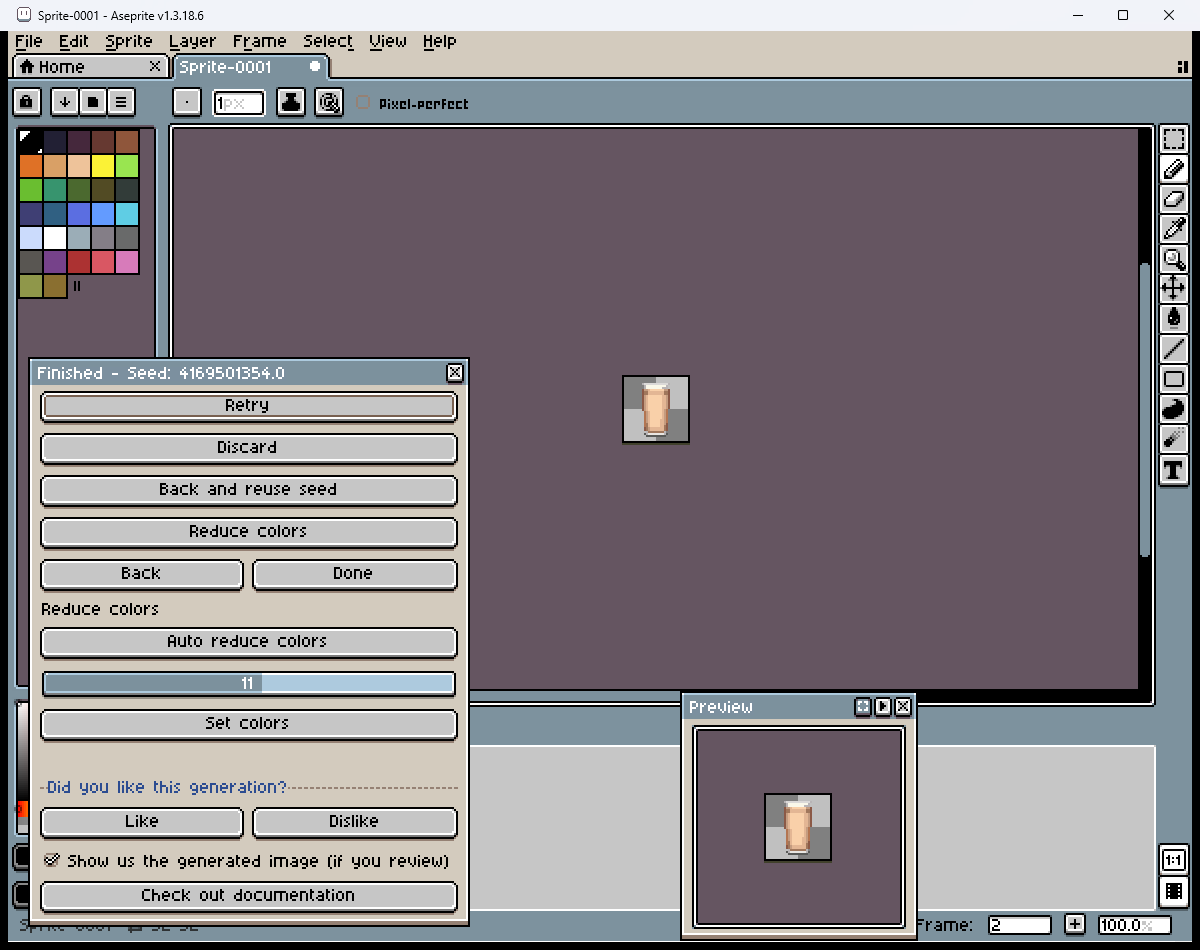 Sprite-0001 - Aseprite v1.3.18.6
File Edit Sprite Layer Frame Select View Help
Home Sprite-0001
1px Pixel-perfect
Finished - Seed: 4169501354.0
Retry
Discard
Back and reuse seed
Reduce colors
Back Done
Reduce colors
Auto reduce colors
11
Set colors
Did you like this generation?
Like Dislike
Show us the generated image (if you review)
Check out documentation
Preview
1:1
Frame: 2 + 100.0%